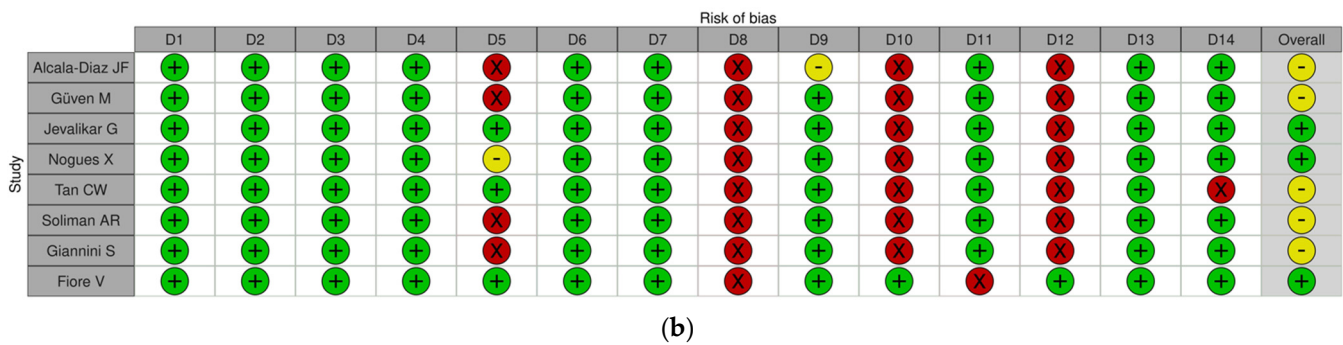 Risk of bias
D1 D2 D3 D4 D5 D6 D7 D8 D9 D10 D11 D12 D13 D14 Overall
Study
Alcala-Diaz JF + + + + X + + X - X + X + + -
Güven M + + + + X + + X + X + X + + -
Jevalikar G + + + + + + + X + X + X + + +
Nogues X + + + + - + + X + X + X + + +
Tan CW + + + + + + + X + X + X + X -
Soliman AR + + + + X + + X + X + X + + -
Giannini S + + + + X + + X + X + X + + -
Fiore V + + + + + + + X + + X + + + +
(b)